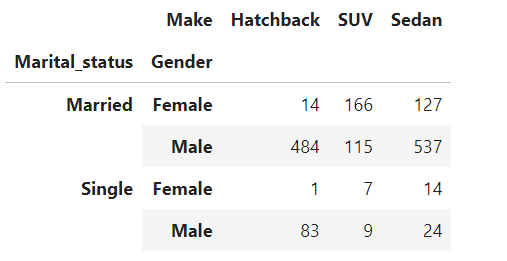 Make Hatchback SUV Sedan
Marital_status Gender
Married Female 14 166 127
Male 484 115 537
Single Female 1 7 14
Male 83 9 24